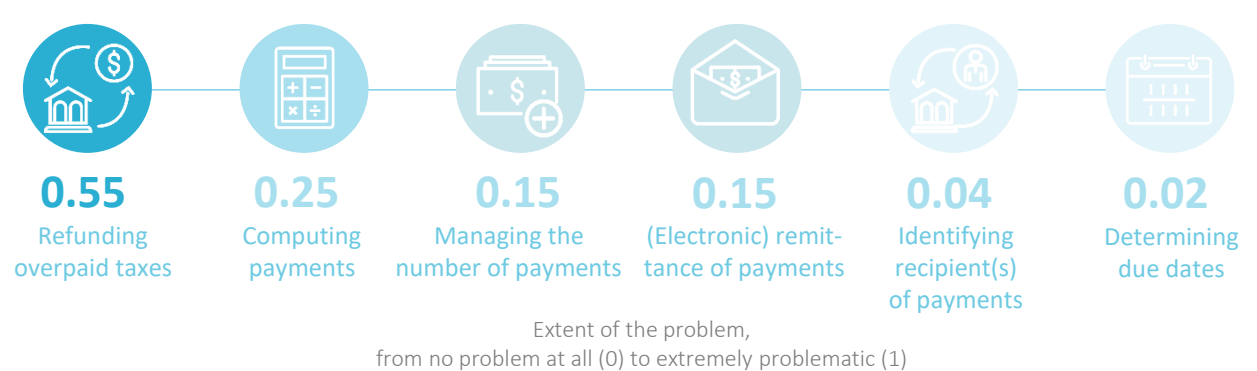 0.55
Refunding
overpaid taxes
0.25
Computing
payments
0.15
Managing the
number of payments
0.15
(Electronic) remit-
tance of payments
0.04
Identifying
recipient(s)
of payments
0.02
Determining
due dates
Extent of the problem,
from no problem at all (0) to extremely problematic (1)